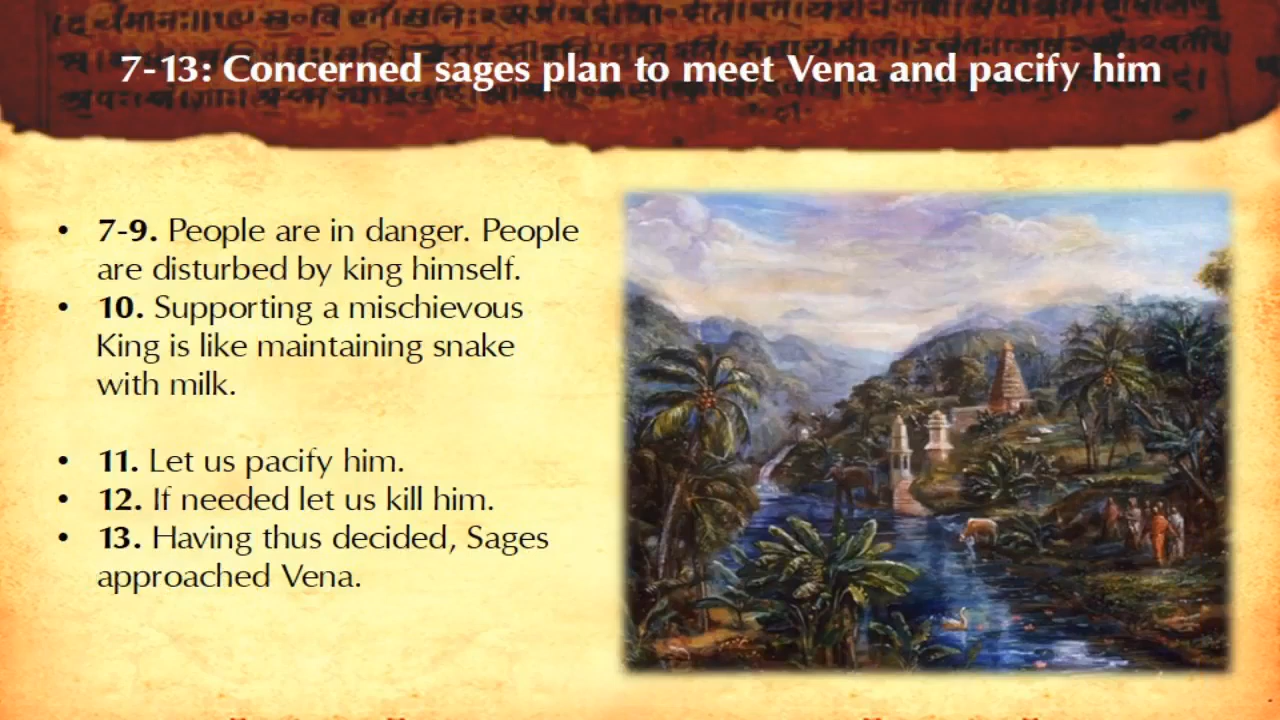 7-13: Concerned sages plan to meet Vena and pacify him
• 7-9. People are in danger. People
are disturbed by king himself.
• 10. Supporting a mischievous
King is like maintaining snake
with milk.
• 11. Let us pacify him.
• 12. If needed let us kill him.
• 13. Having thus decided, Sages
approached Vena.